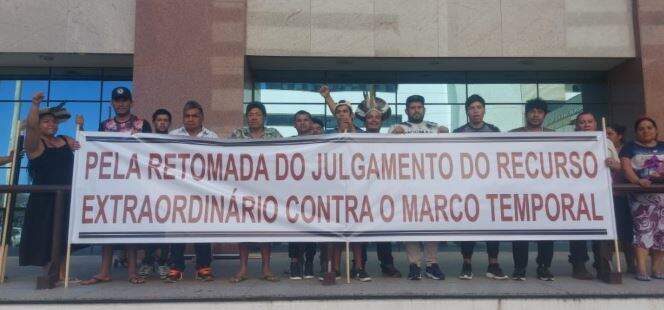 PELA RETOMADA DO JULGAMENTO DO RECURSO
EXTRAORDINÁRIO CONTRA O MARCO TEMPORAL